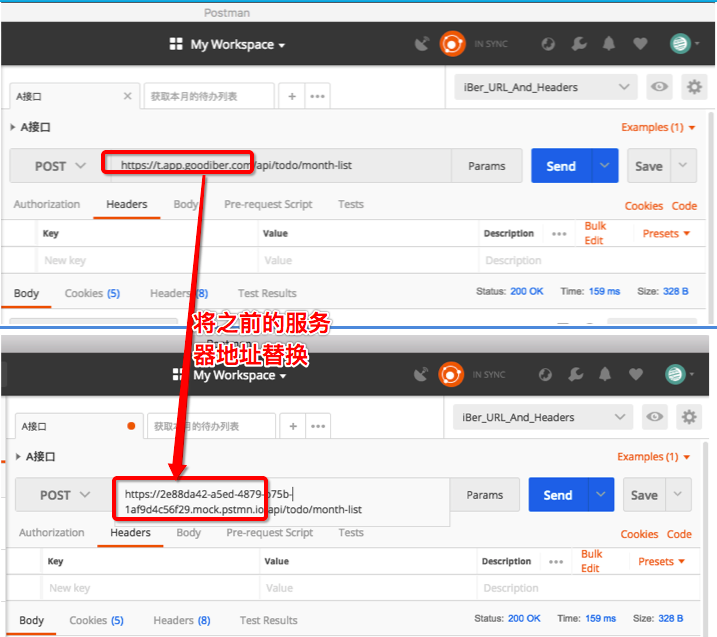 Postman
My Workspace
IN SYNC
A接口
获取本月的待办列表
iBer_URL_And_Headers
A接口
Examples (1)
POST
https://t.app.goodiber.com/api/todo/month-list
Params
Send
Save
Authorization
Headers
Body
Pre-request Script
Tests
Cookies
Code
Key
Value
Description
Bulk
Edit
Presets
New key
Value
Description
Body
Cookies (5)
Headers (8)
Test Results
Status: 200 OK
Time: 159 ms
Size: 328 B
将之前的服务
器地址替换
My Workspace
IN SYNC
A接口
获取本月的待办列表
iBer_URL_And_Headers
A接口
Examples (1)
POST
https://2e88da42-a5ed-4879-b75b-
1af9d4c56f29.mock.pstmn.io/api/todo/month-list
Params
Send
Save
Authorization
Headers
Body
Pre-request Script
Tests
Cookies
Code
Key
Value
Description
Bulk
Edit
Presets
New key
Value
Description
Body
Cookies (5)
Headers (8)
Test Results
Status: 200 OK
Time: 159 ms
Size: 328 B